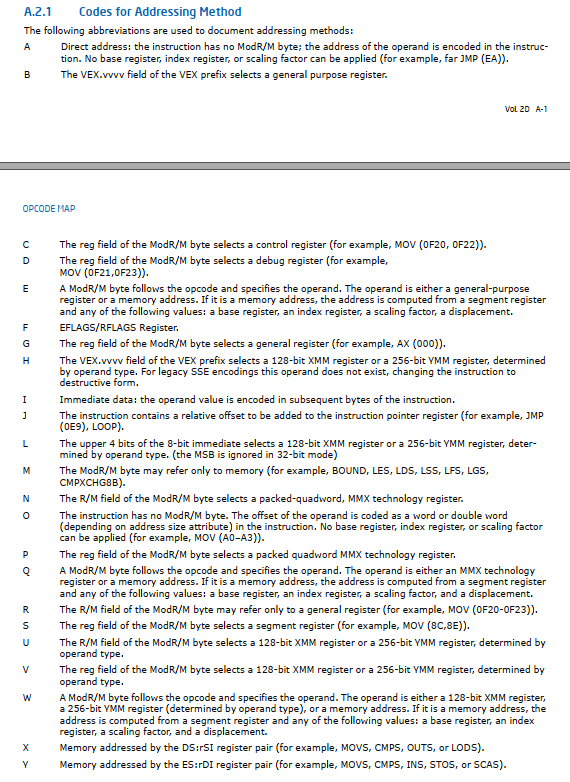 A.2.1 Codes for Addressing Method
The following abbreviations are used to document addressing methods:
A Direct address: the instruction has no ModR/M byte; the address of the operand is encoded in the instruc-
tion. No base register, index register, or scaling factor can be applied (for example, far JMP (EA)).
B The VEX.vvvv field of the VEX prefix selects a general purpose register.
Vol. 2D A-1
OPCODE MAP
C The reg field of the ModR/M byte selects a control register (for example, MOV (0F20, 0F22)).
D The reg field of the ModR/M byte selects a debug register (for example,
MOV (0F21,0F23)).
E A ModR/M byte follows the opcode and specifies the operand. The operand is either a general-purpose
register or a memory address. If it is a memory address, the address is computed from a segment register
and any of the following values: a base register, an index register, a scaling factor, a displacement.
F EFLAGS/RFLAGS Register.
G The reg field of the ModR/M byte selects a general register (for example, AX (000)).
H The VEX.vvvv field of the VEX prefix selects a 128-bit XMM register or a 256-bit YMM register, determined
by operand type. For legacy SSE encodings this operand does not exist, changing the instruction to
destructive form.
I Immediate data: the operand value is encoded in subsequent bytes of the instruction.
J The instruction contains a relative offset to be added to the instruction pointer register (for example, JMP
(0E9), LOOP).
L The upper 4 bits of the 8-bit immediate selects a 128-bit XMM register or a 256-bit YMM register, deter-
mined by operand type. (the MSB is ignored in 32-bit mode)
M The ModR/M byte may refer only to memory (for example, BOUND, LES, LDS, LSS, LFS, LGS,
CMPXCHG8B).
N The R/M field of the ModR/M byte selects a packed-quadword, MMX technology register.
O The instruction has no ModR/M byte. The offset of the operand is coded as a word or double word
(depending on address size attribute) in the instruction. No base register, index register, or scaling factor
can be applied (for example, MOV (A0–A3)).
P The reg field of the ModR/M byte selects a packed quadword MMX technology register.
Q A ModR/M byte follows the opcode and specifies the operand. The operand is either an MMX technology
register or a memory address. If it is a memory address, the address is computed from a segment register
and any of the following values: a base register, an index register, a scaling factor, and a displacement.
R The R/M field of the ModR/M byte may refer only to a general register (for example, MOV (0F20-0F23)).
S The reg field of the ModR/M byte selects a segment register (for example, MOV (8C,8E)).
U The R/M field of the ModR/M byte selects a 128-bit XMM register or a 256-bit YMM register, determined by
operand type.
V The reg field of the ModR/M byte selects a 128-bit XMM register or a 256-bit YMM register, determined by
operand type.
W A ModR/M byte follows the opcode and specifies the operand. The operand is either a 128-bit XMM register,
a 256-bit YMM register (determined by operand type), or a memory address. If it is a memory address, the
address is computed from a segment register and any of the following values: a base register, an index
register, a scaling factor, and a displacement.
X Memory addressed by the DS:rSI register pair (for example, MOVS, CMPS, OUTS, or LODS).
Y Memory addressed by the ES:rDI register pair (for example, MOVS, CMPS, INS, STOS, or SCAS).